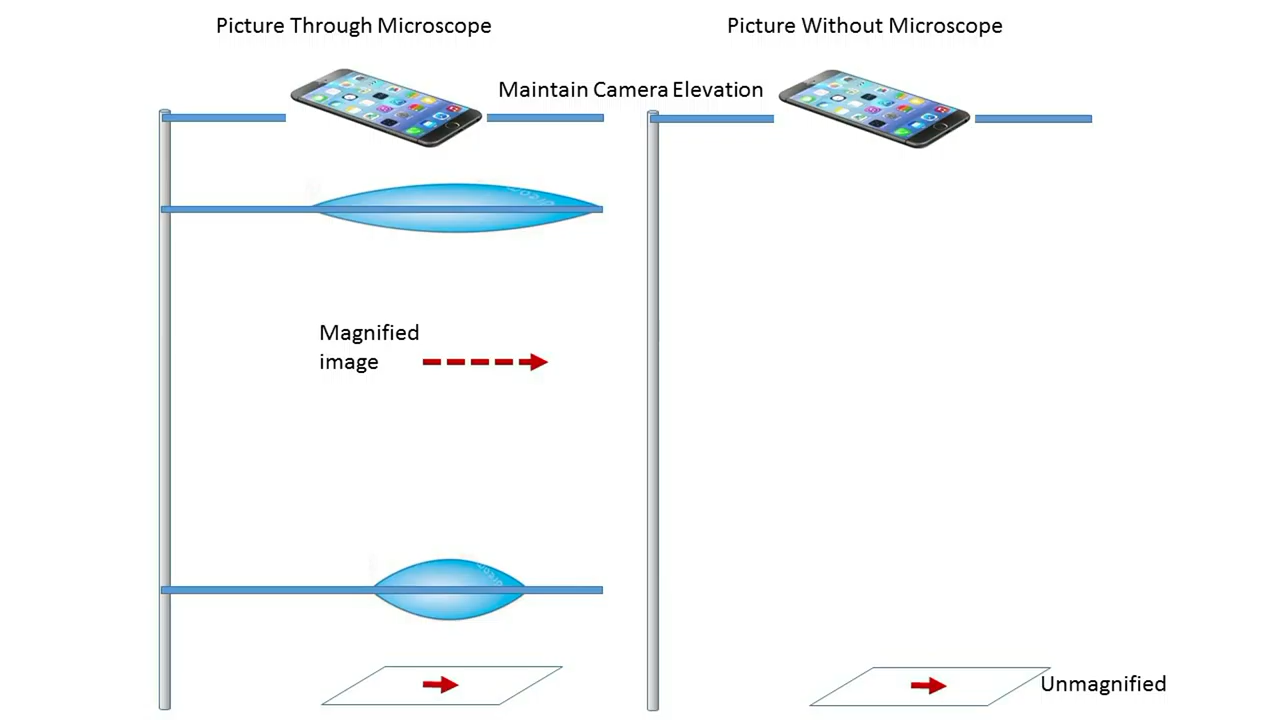 Picture Through Microscope
Picture Without Microscope
Maintain Camera Elevation
Magnified
image
Unmagnified